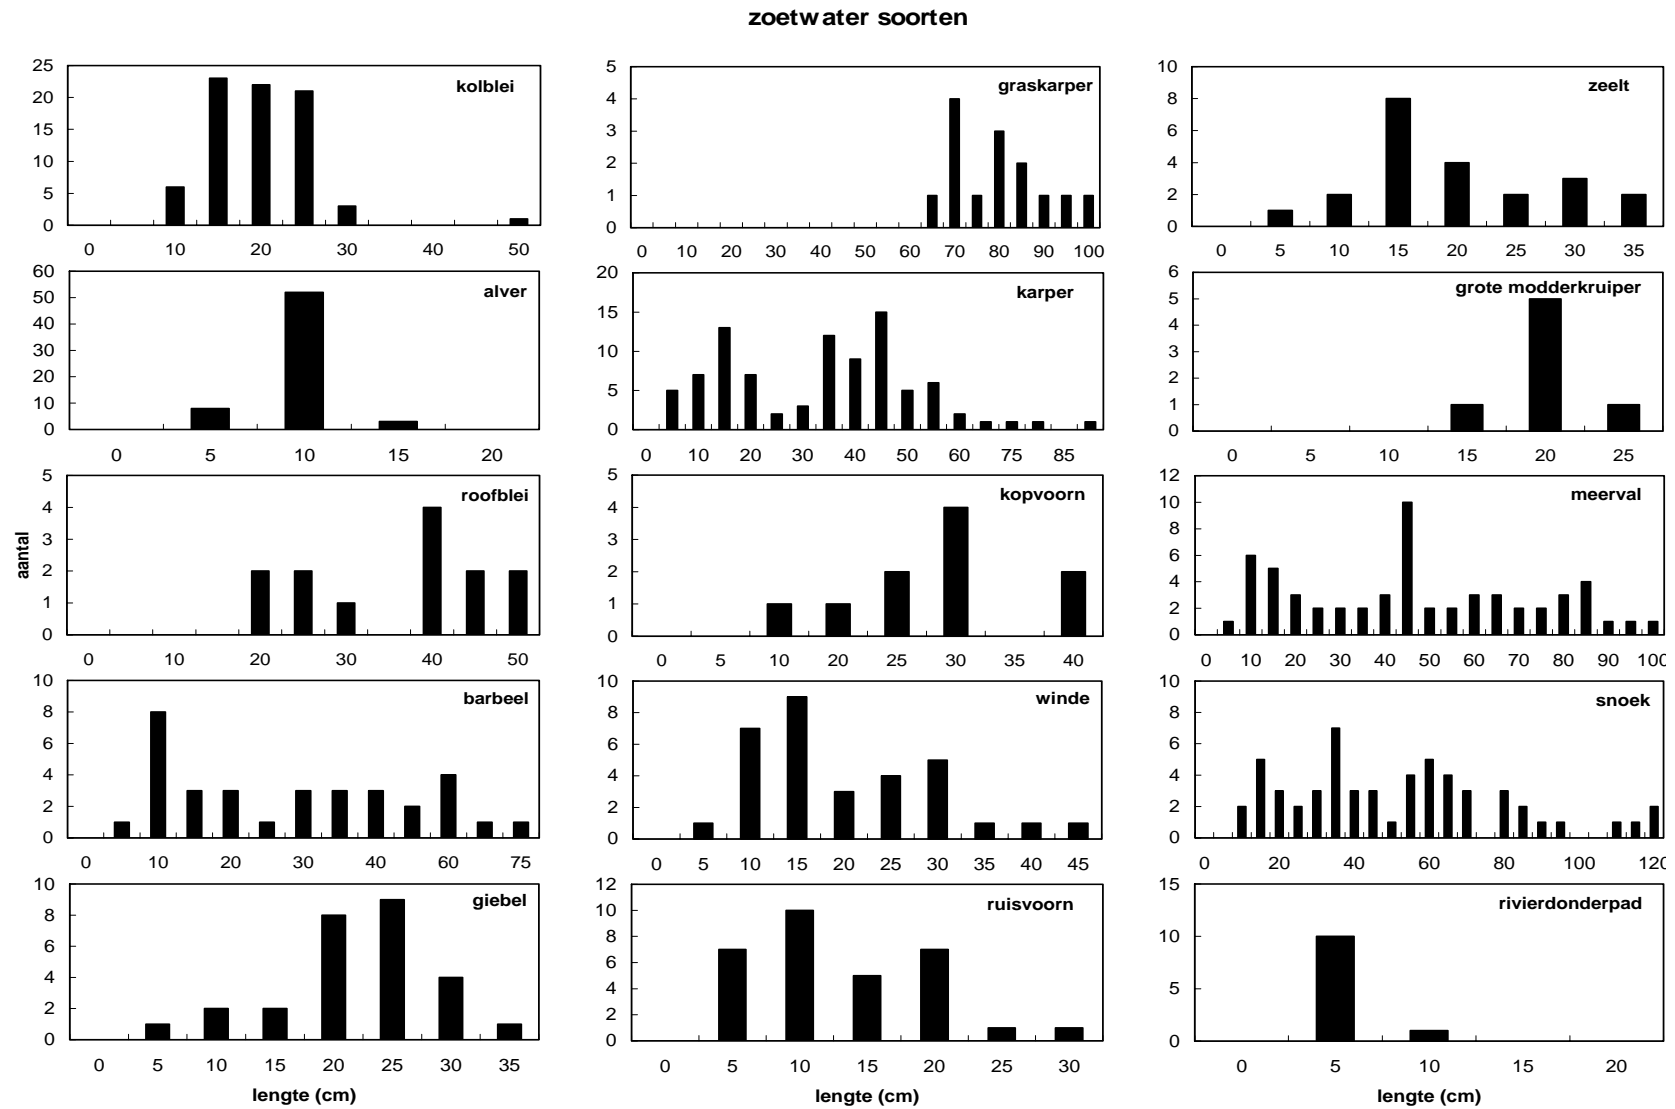 zoetwater soorten
kolblei
25
20
15
10
5
0
0 10 20 30 40 50
graskarper
5
4
3
2
1
0
0 10 20 30 40 50 60 70 80 90 100
zeelt
10
8
6
4
2
0
0 5 10 15 20 25 30 35
alver
60
50
40
30
20
10
0
0 5 10 15 20
karper
20
15
10
5
0
0 10 20 30 40 50 60 75 85
grote modderkruiper
6
5
4
3
2
1
0
0 5 10 15 20 25
aantal
roofblei
5
4
3
2
1
0
0 10 20 30 40 50
kopvoorn
5
4
3
2
1
0
0 5 10 20 25 30 35 40
meerval
12
10
8
6
4
2
0
0 10 20 30 40 50 60 70 80 90 100
barbeel
10
8
6
4
2
0
0 10 20 30 40 60 75
winde
10
8
6
4
2
0
0 5 10 15 20 25 30 35 40 45
snoek
10
8
6
4
2
0
0 20 40 60 80 100 120
giebel
10
8
6
4
2
0
0 5 10 15 20 25 30 35
lengte (cm)
ruisvoorn
12
10
8
6
4
2
0
0 5 10 15 20 25 30
lengte (cm)
rivierdonderpad
15
10
5
0
0 5 10 15 20
lengte (cm)